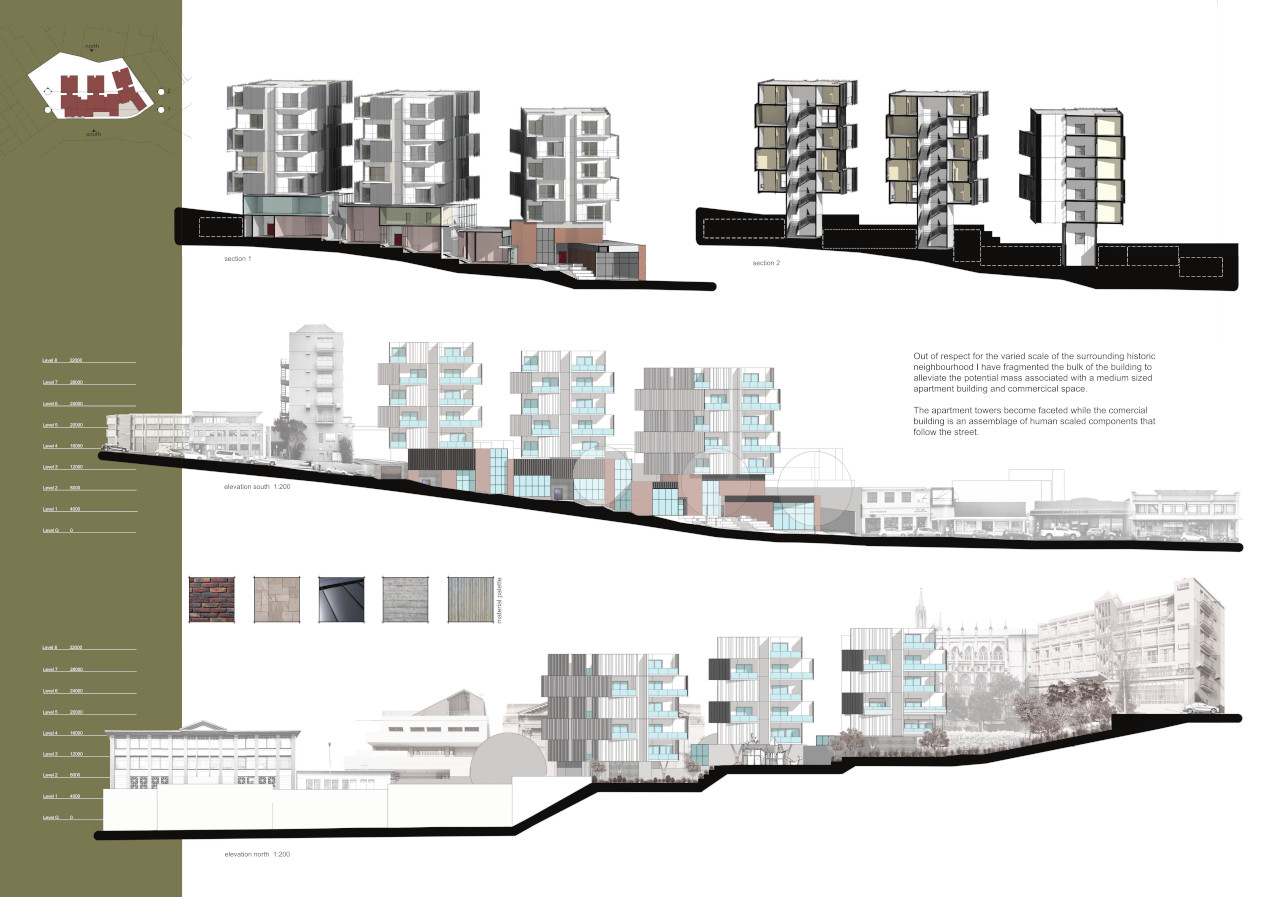 north
south
section 1
section 2
Level 8 32000
Level 7 28000
Level 6 24000
Level 5 20000
Level 4 16000
Level 3 12000
Level 2 8000
Level 1 4000
Level G 0
elevation south 1:200
Out of respect for the varied scale of the surrounding historic
neighbourhood I have fragmented the bulk of the building to
alleviate the potential mass associated with a medium sized
apartment building and commercical space.
The apartment towers become faceted while the comercial
building is an assemblage of human scaled components that
follow the street.
material palette
Level 8 32000
Level 7 28000
Level 6 24000
Level 5 20000
Level 4 16000
Level 3 12000
Level 2 8000
Level 1 4000
Level G 0
elevation north 1:200